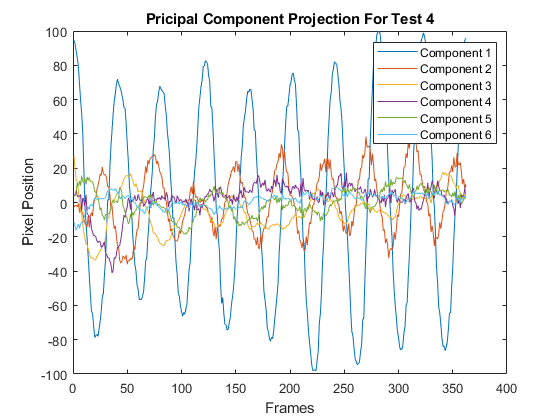 Pricipal Component Projection For Test 4
100
80
60
40
20
0
-20
-40
-60
-80
-100
Pixel Position
Component 1
Component 2
Component 3
Component 4
Component 5
Component 6
0 50 100 150 200 250 300 350 400
Frames